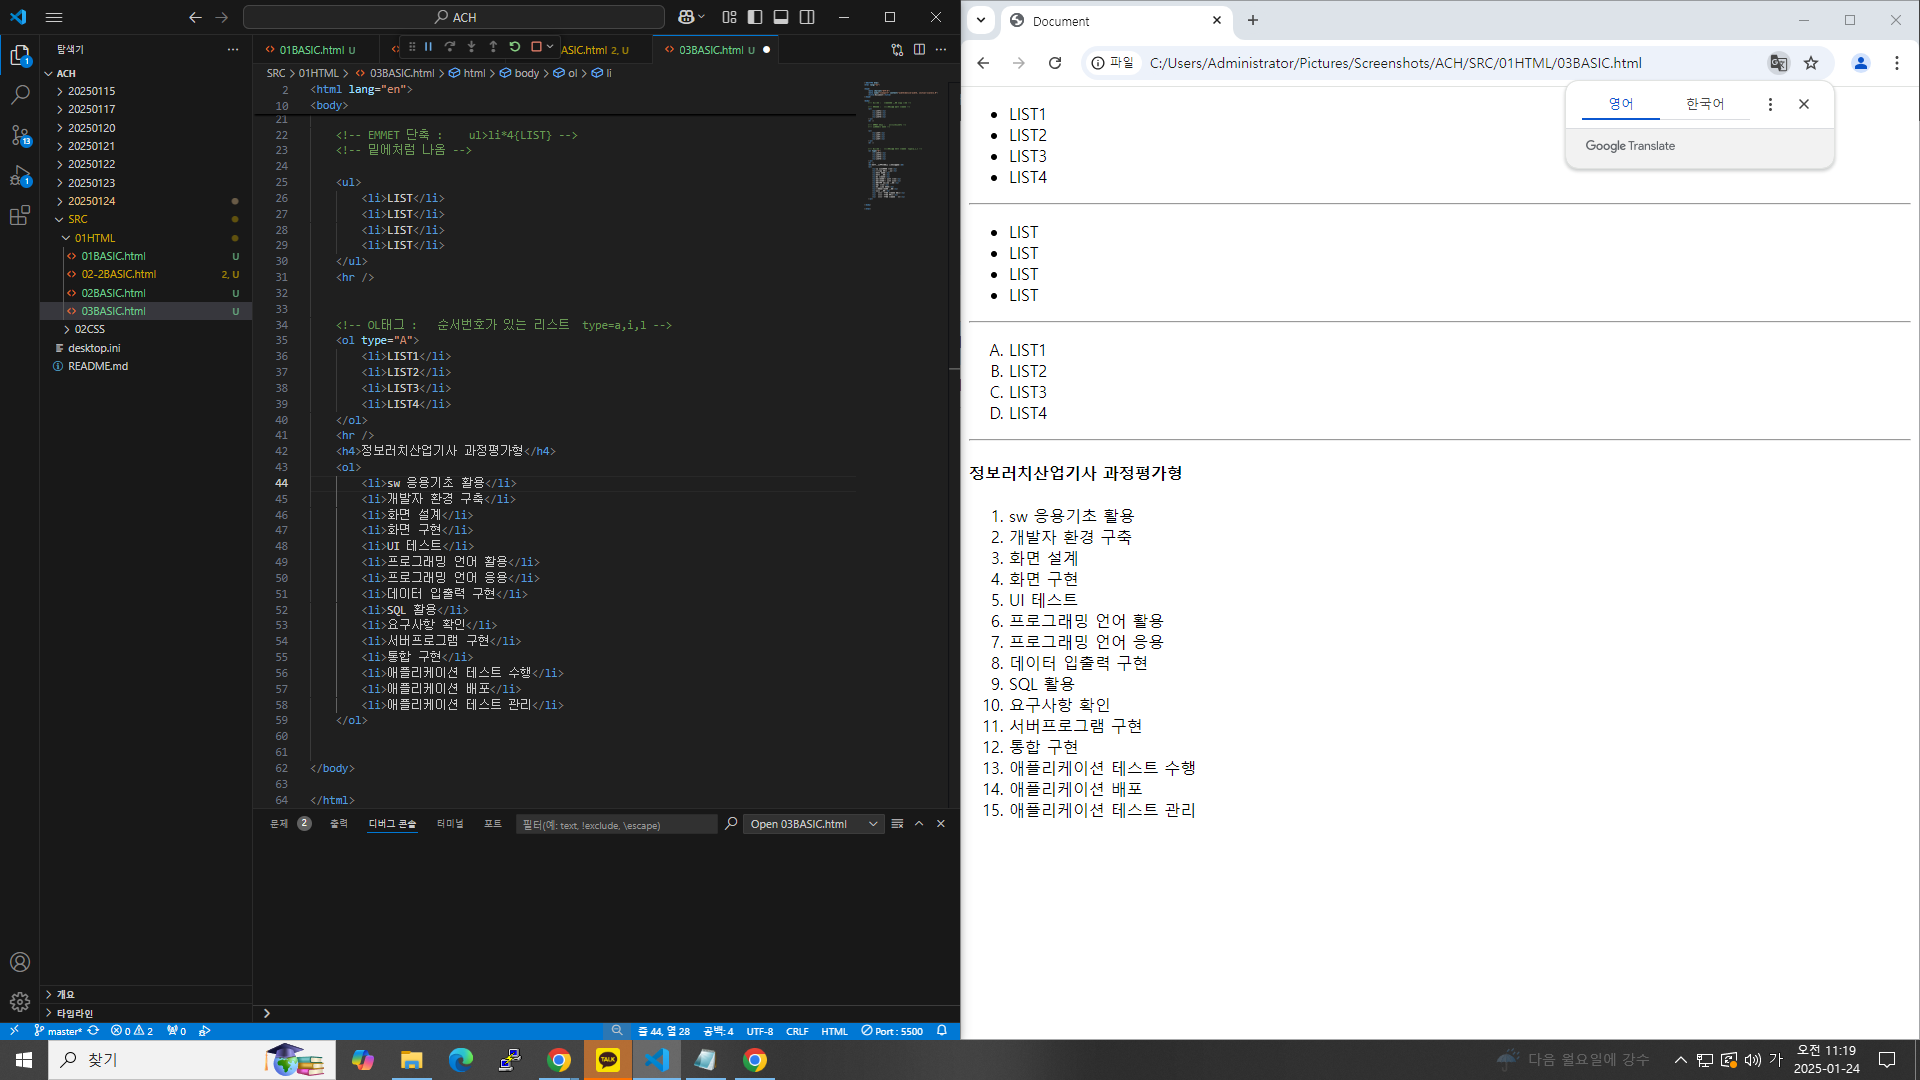 ACH
탐색기
ACH
20250115
20250117
20250120
20250121
20250122
20250123
20250124
SRC
01HTML
01BASIC.html U
02-2BASIC.html 2, U
02BASIC.html U
03BASIC.html U
02CSS
desktop.ini
README.md
개요
타임라인
01BASIC.html U
ASIC.html 2, U
03BASIC.html U
SRC > 01HTML > 03BASIC.html > html > body > ol > li
2 <html lang="en">
10 <body>
21
22 <!-- EMMET 단축 : ul>li*4{LIST} -->
23 <!-- 밑에처럼 나옴 -->
24
25 <ul>
26 <li>LIST</li>
27 <li>LIST</li>
28 <li>LIST</li>
29 <li>LIST</li>
30 </ul>
31 <hr />
32
33
34 <!-- OL태그 : 순서번호가 있는 리스트 type=a,i,l -->
35 <ol type="A">
36 <li>LIST1</li>
37 <li>LIST2</li>
38 <li>LIST3</li>
39 <li>LIST4</li>
40 </ol>
41 <hr />
42 <h4>정보러치산업기사 과정평가형</h4>
43 <ol>
44 <li>sw 응용기초 활용</li>
45 <li>개발자 환경 구축</li>
46 <li>화면 설계</li>
47 <li>화면 구현</li>
48 <li>UI 테스트</li>
49 <li>프로그래밍 언어 활용</li>
50 <li>프로그래밍 언어 응용</li>
51 <li>데이터 입출력 구현</li>
52 <li>SQL 활용</li>
53 <li>요구사항 확인</li>
54 <li>서버프로그램 구현</li>
55 <li>통합 구현</li>
56 <li>애플리케이션 테스트 수행</li>
57 <li>애플리케이션 배포</li>
58 <li>애플리케이션 테스트 관리</li>
59 </ol>
60
61
62 </body>
63
64 </html>
문제 2 출력 디버그 콘솔 터미널 포트 필터(예: text, !exclude, \escape) Open 03BASIC.html
master* 0 2 0 줄 44, 열 28 공백: 4 UTF-8 CRLF HTML Port : 5500
Document
파일 C:/Users/Administrator/Pictures/Screenshots/ACH/SRC/01HTML/03BASIC.html
영어 한국어
Google Translate
• LIST1
• LIST2
• LIST3
• LIST4
• LIST
• LIST
• LIST
• LIST
A. LIST1
B. LIST2
C. LIST3
D. LIST4
정보러치산업기사 과정평가형
1. sw 응용기초 활용
2. 개발자 환경 구축
3. 화면 설계
4. 화면 구현
5. UI 테스트
6. 프로그래밍 언어 활용
7. 프로그래밍 언어 응용
8. 데이터 입출력 구현
9. SQL 활용
10. 요구사항 확인
11. 서버프로그램 구현
12. 통합 구현
13. 애플리케이션 테스트 수행
14. 애플리케이션 배포
15. 애플리케이션 테스트 관리
찾기
TALK
다음 월요일에 강수
가
오전 11:19
2025-01-24